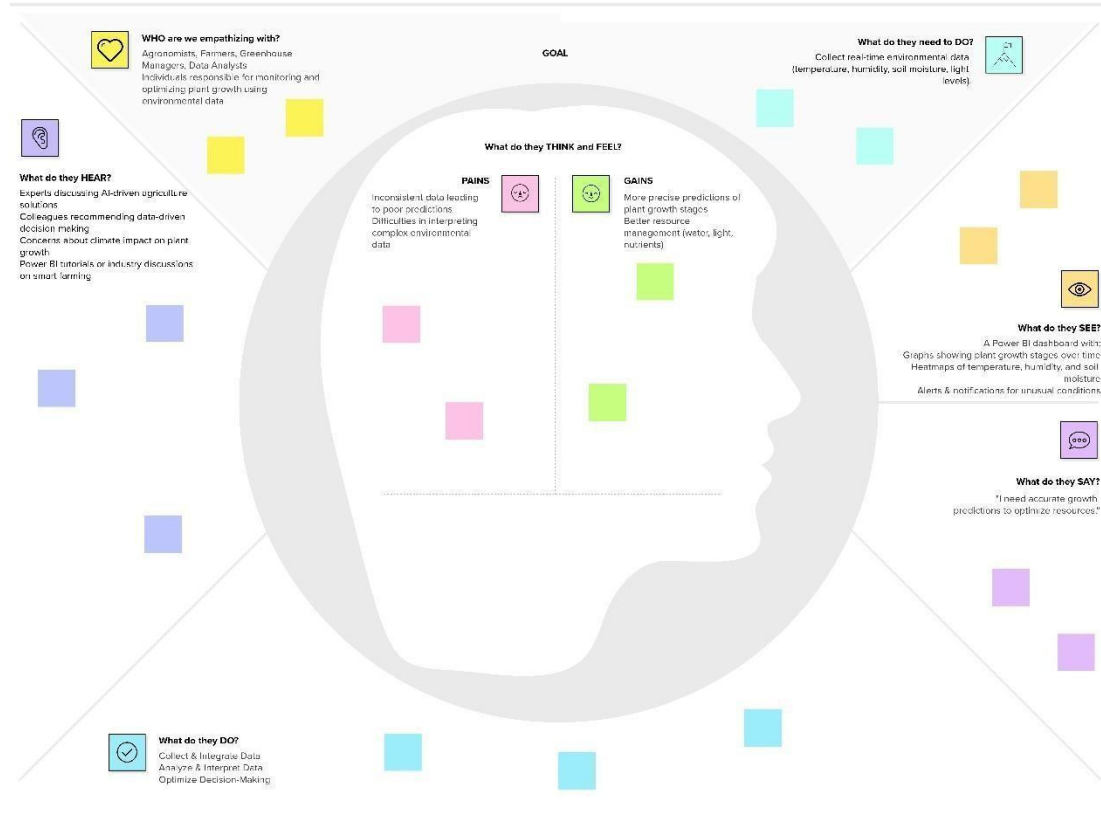 WHO are we empathizing with?
Agronomists, Farmers, Greenhouse
Managers, Data Analysts
Individuals responsible for monitoring and
optimizing plant growth using
environmental data
GOAL
What do they need to DO?
Collect real-time environmental data
(temperature, humidity, soil moisture, light
levels).
What do they HEAR?
Experts discussing AI-driven agriculture
solutions
Colleagues recommending data-driven
decision making
Concerns about climate impact on plant
growth
Power BI tutorials or industry discussions
on smart farming
What do they THINK and FEEL?
PAINS
Inconsistent data leading
to poor predictions
Difficulties in interpreting
complex environmental
data
GAINS
More precise predictions of
plant growth stages
Better resource
management (water, light,
nutrients)
What do they SEE?
A Power BI dashboard with:
Graphs showing plant growth stages over time
Heatmaps of temperature, humidity, and soil
moisture
Alerts & notifications for unusual conditions
What do they SAY?
"I need accurate growth
predictions to optimize resources."
What do they DO?
Collect & Integrate Data
Analyze & Interpret Data
Optimize Decision-Making